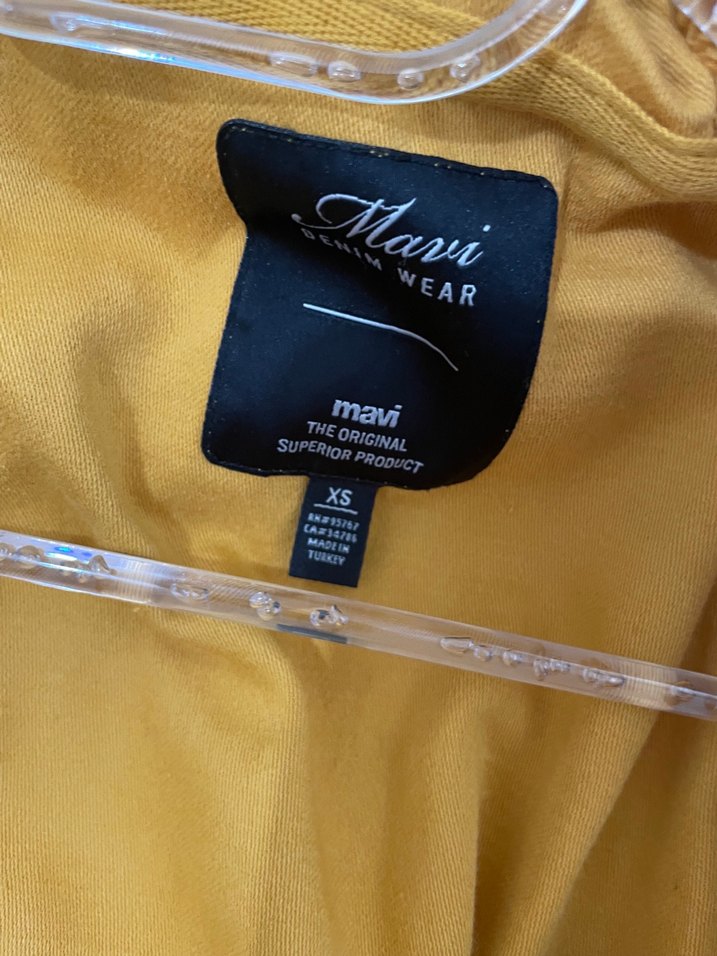 Mavi
DENIM WEAR
mavi
THE ORIGINAL
SUPERIOR PRODUCT
XS
RN#95767
CA#34786
MADE IN
TURKEY